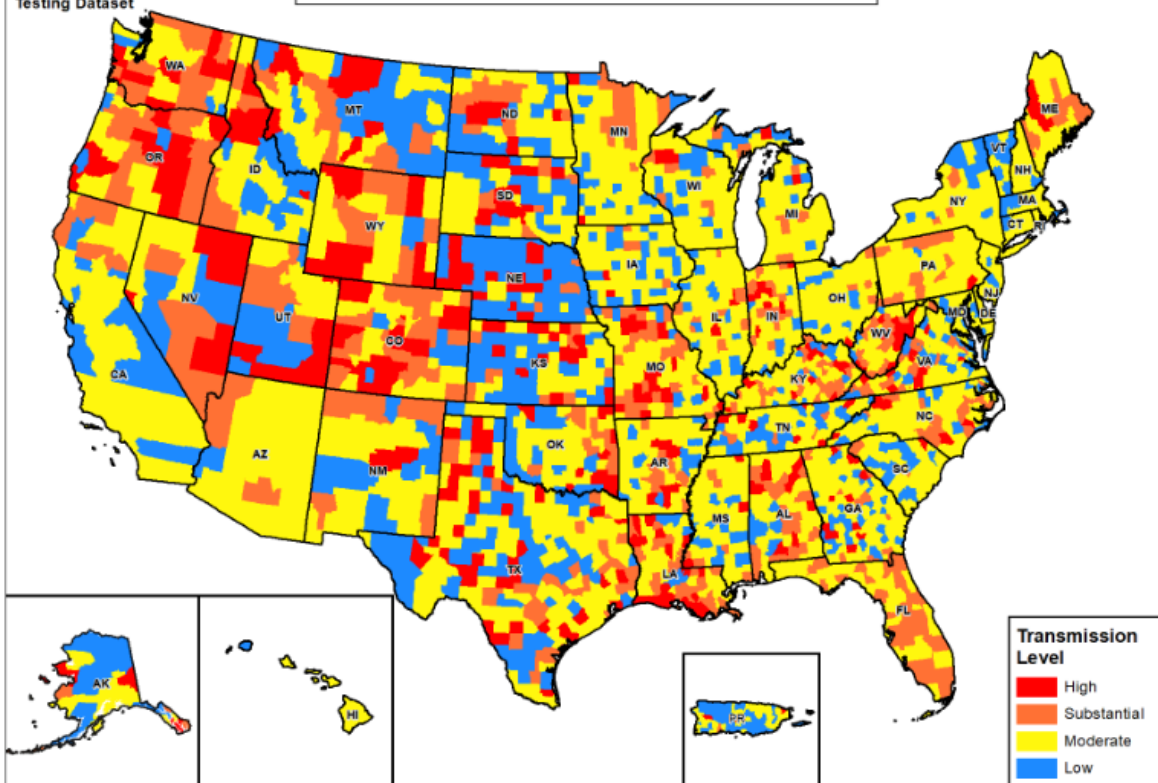 Testing Dataset
WA
MT
ND
MN
ME
OR
ID
SD
WI
VT
NH
WY
MI
NY
MA
CT
RI
NE
IA
PA
NV
UT
CO
IL
IN
OH
NJ
MD
DE
CA
KS
MO
WV
VA
KY
AZ
NM
OK
AR
TN
NC
SC
MS
AL
GA
TX
LA
FL
AK
HI
PR
Transmission
Level
High
Substantial
Moderate
Low